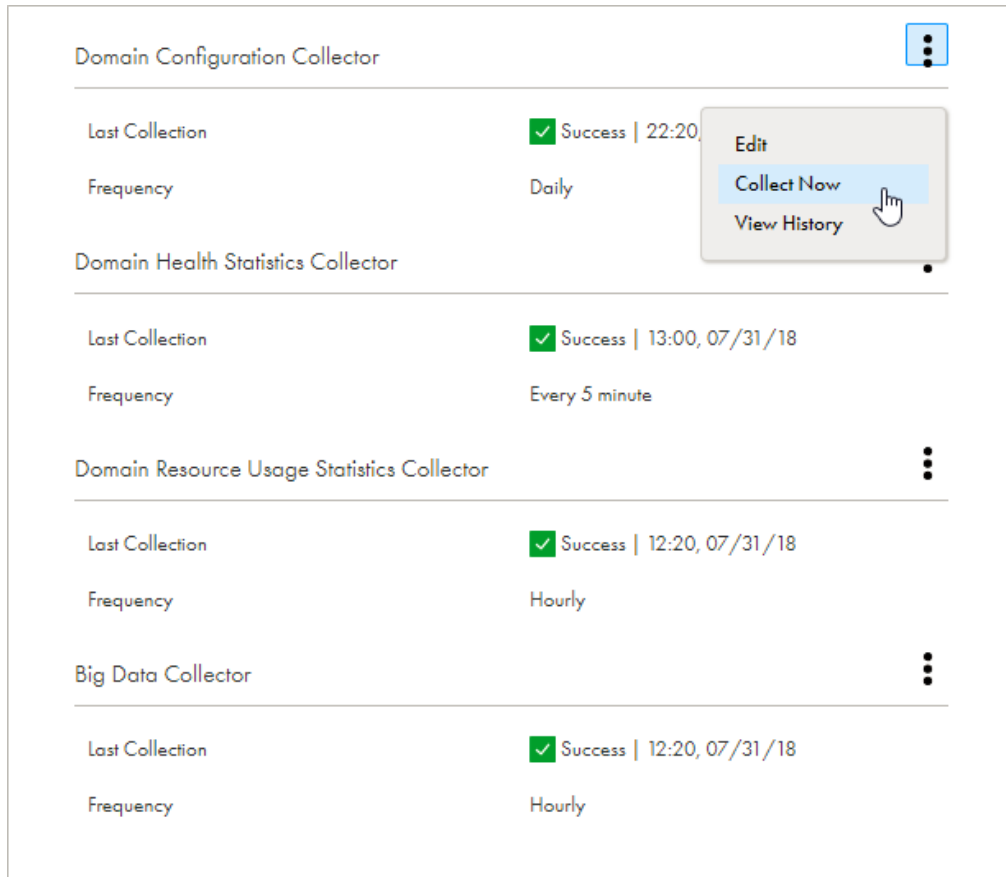 Domain Configuration Collector
Last Collection
Success | 22:20,
Frequency
Daily
Edit
Collect Now
View History
Domain Health Statistics Collector
Last Collection
Success | 13:00, 07/31/18
Frequency
Every 5 minute
Domain Resource Usage Statistics Collector
Last Collection
Success | 12:20, 07/31/18
Frequency
Hourly
Big Data Collector
Last Collection
Success | 12:20, 07/31/18
Frequency
Hourly